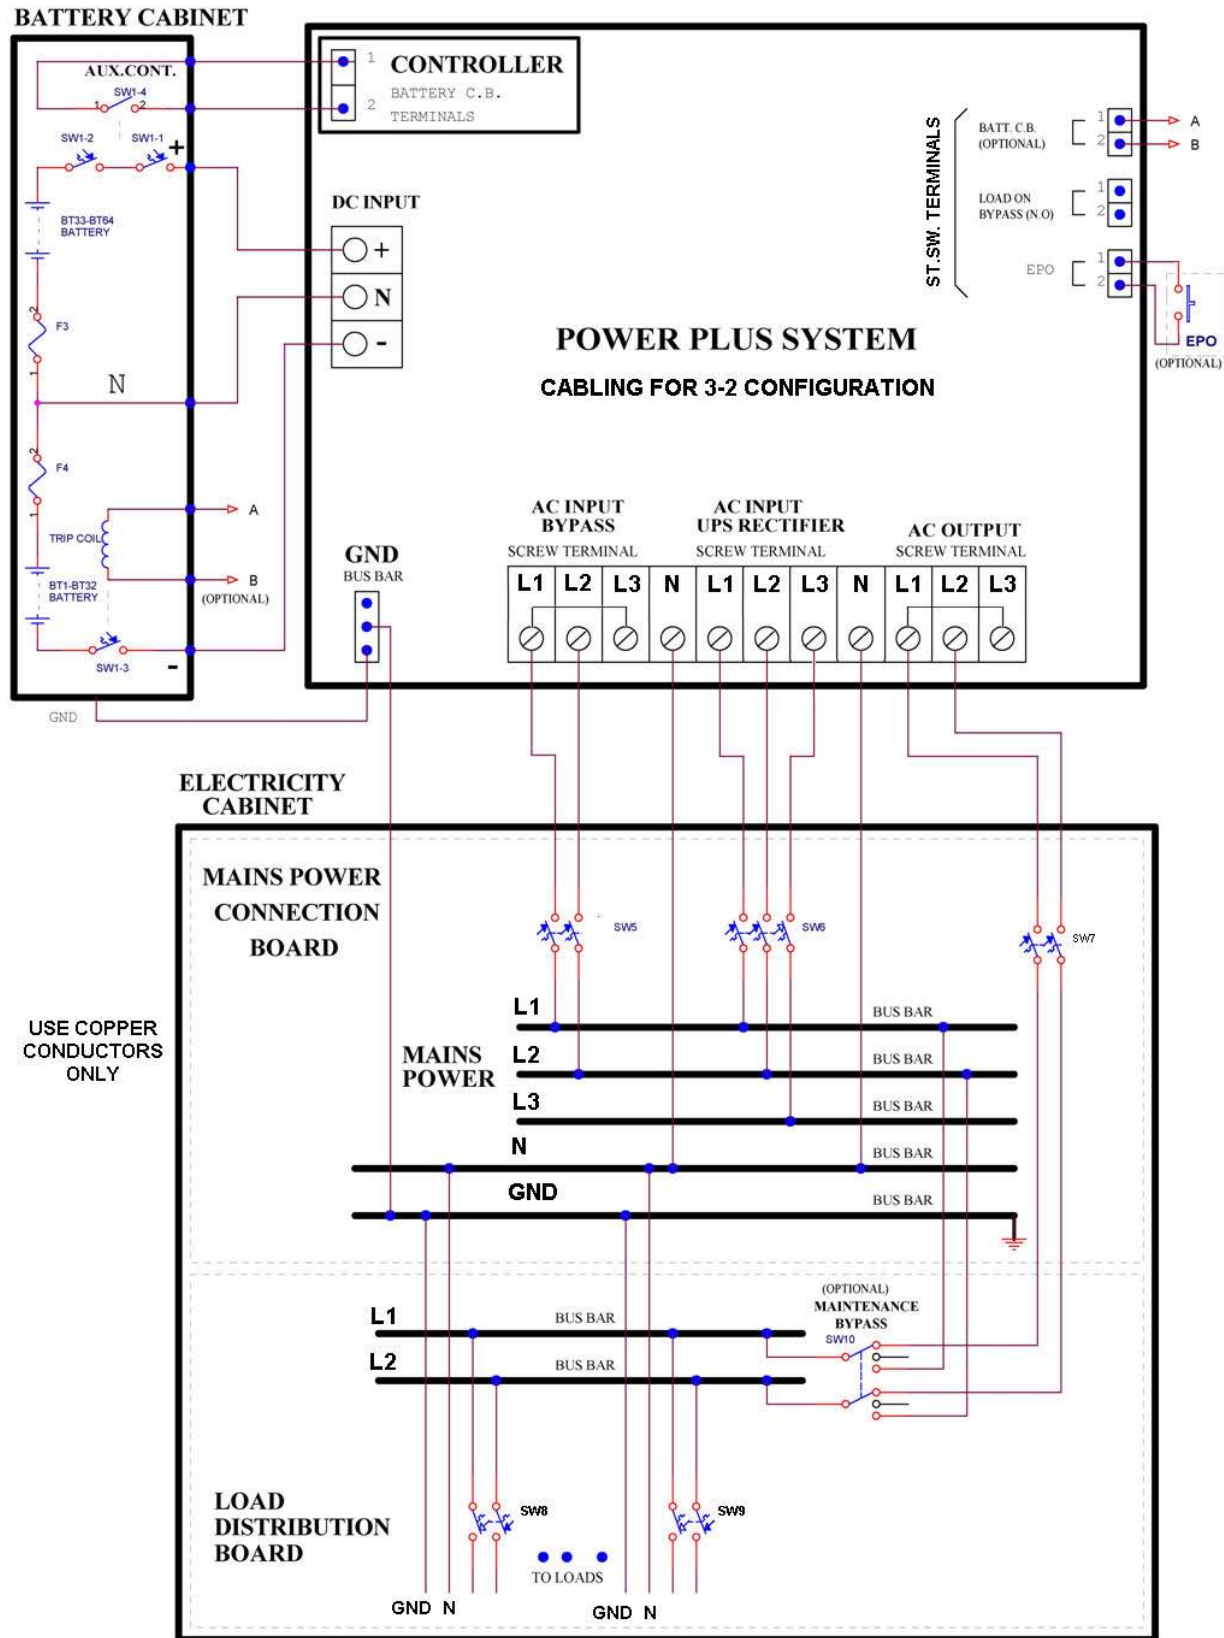 BATTERY CABINET
AUX.CONT.
SW1-4
1
2
SW1-2
SW1-1
+
BT33-BT64
BATTERY
2
F3
1
N
2
F4
1
TRIP COIL
A
BT1-BT32
BATTERY
B
(OPTIONAL)
SW1-3
-
GND
1
CONTROLLER
2
BATTERY C.B.
TERMINALS
DC INPUT
+
N
-
ST.SW. TERMINALS
BATT. C.B.
(OPTIONAL)
1
2
A
B
LOAD ON
BYPASS (N.O)
1
2
EPO
1
2
EPO
(OPTIONAL)
POWER PLUS SYSTEM
CABLING FOR 3-2 CONFIGURATION
GND
BUS BAR
AC INPUT
BYPASS
SCREW TERMINAL
AC INPUT
UPS RECTIFIER
SCREW TERMINAL
AC OUTPUT
SCREW TERMINAL
L1 L2 L3 N L1 L2 L3 N L1 L2 L3
ELECTRICITY
CABINET
MAINS POWER
CONNECTION
BOARD
SW5
SW6
SW7
USE COPPER
CONDUCTORS
ONLY
MAINS
POWER
L1
BUS BAR
L2
BUS BAR
L3
BUS BAR
N
BUS BAR
GND
BUS BAR
(OPTIONAL)
MAINTENANCE
BYPASS
SW10
L1
BUS BAR
L2
BUS BAR
LOAD
DISTRIBUTION
BOARD
SW8
SW9
TO LOADS
GND N
GND N